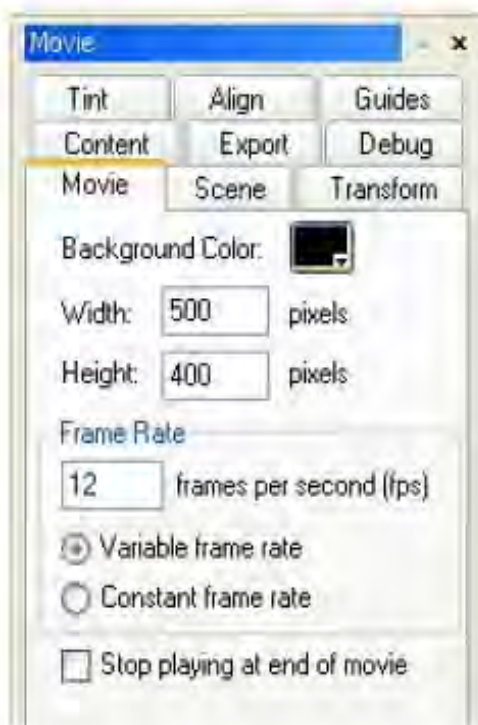 Movie
Tint Align Guides
Content Export Debug
Movie Scene Transform
Background Color:
Width: 500 pixels
Height: 400 pixels
Frame Rate
12 frames per second (fps)
Variable frame rate
Constant frame rate
Stop playing at end of movie